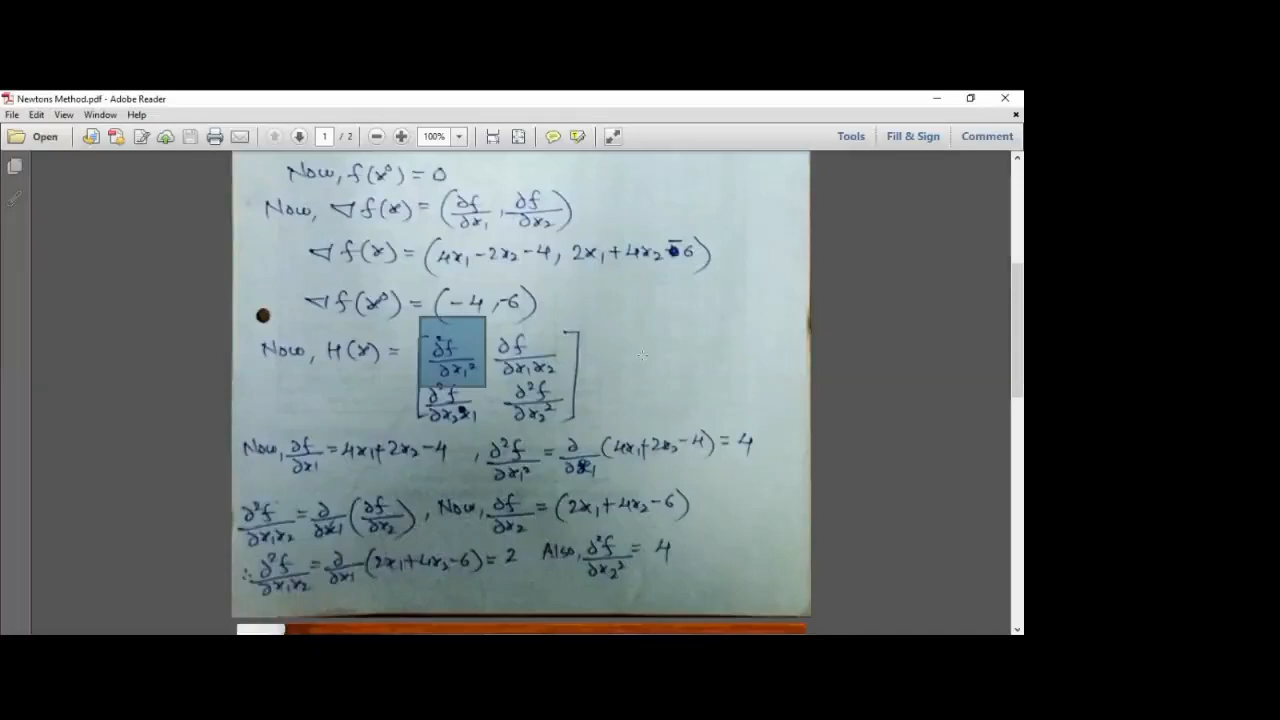 Newtons Method.pdf - Adobe Reader
File Edit View Window Help
Open 1 / 2 100% Tools Fill & Sign Comment
Now, f(x⁰) = 0
Now, ∇f(x) = (∂f/∂x₁, ∂f/∂x₂)
∇f(x) = (4x₁ - 2x₂ - 4, 2x₁ + 4x₂ - 6)
∇f(x⁰) = (-4, -6)
Now, H(x) = [∂²f/∂x₁² ∂f/∂x₁x₂
∂²f/∂x₂x₁ ∂²f/∂x₂²]
Now, ∂f/∂x₁ = 4x₁ + 2x₂ - 4 , ∂²f/∂x₁² = ∂/∂x₁ (4x₁ + 2x₂ - 4) = 4
∂²f/∂x₁x₂ = ∂/∂x₁ (∂f/∂x₂), Now, ∂f/∂x₂ = (2x₁ + 4x₂ - 6)
∴ ∂²f/∂x₁x₂ = ∂/∂x₁ (2x₁ + 4x₂ - 6) = 2 Also, ∂²f/∂x₂² = 4